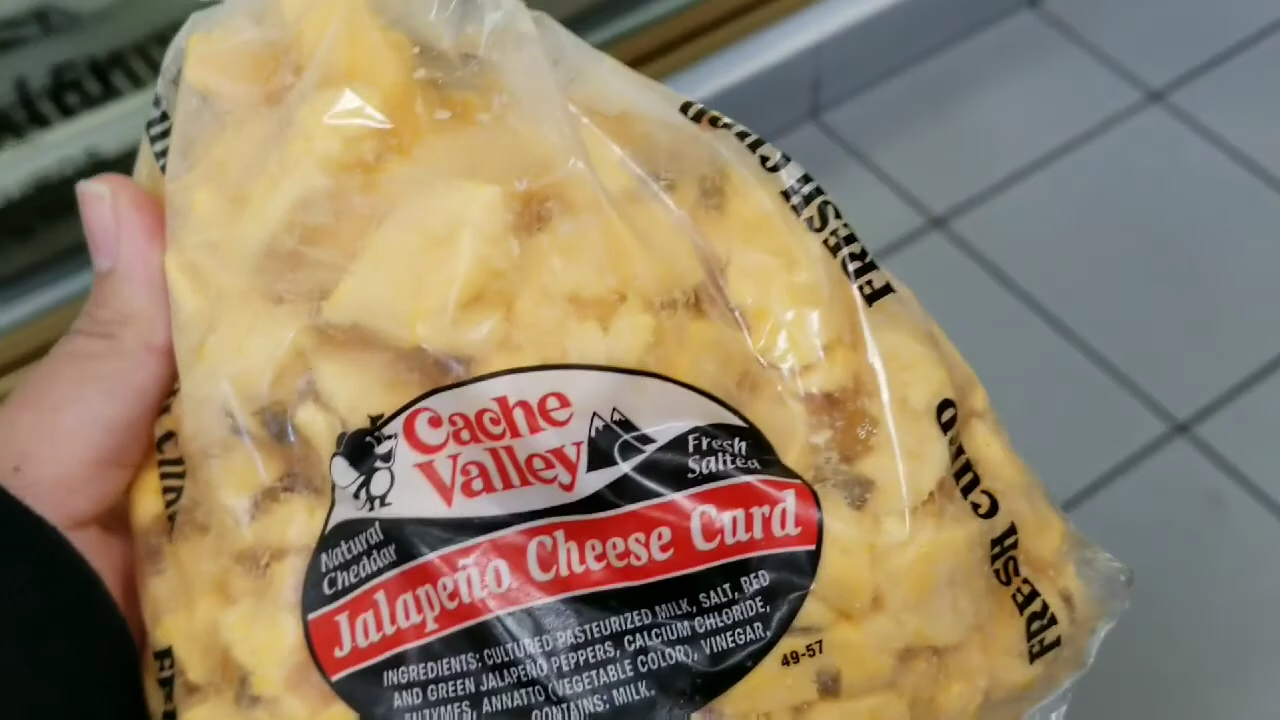 FRESH CURD
Cache
Valley
Fresh
Salted
Natural
Cheddar
Jalapeño Cheese Curd
INGREDIENTS: CULTURED PASTEURIZED MILK, SALT, RED
AND GREEN JALAPEÑO PEPPERS, CALCIUM CHLORIDE,
ENZYMES, ANNATTO (VEGETABLE COLOR), VINEGAR,
CONTAINS: MILK.
49-57
FRESH CURD